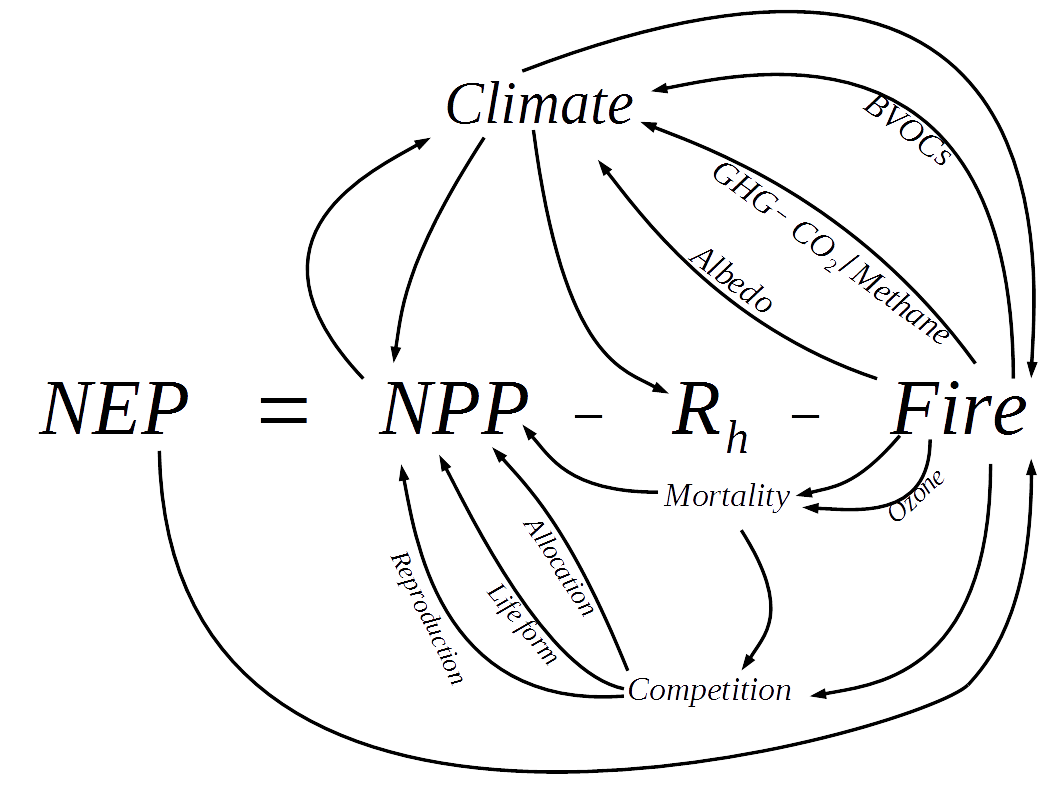 Climate
BVOCs
GHG- CO₂/Methane
Albedo
NEP = NPP - Rₕ - Fire
Mortality
Ozone
Allocation
Reproduction
Life form
Competition